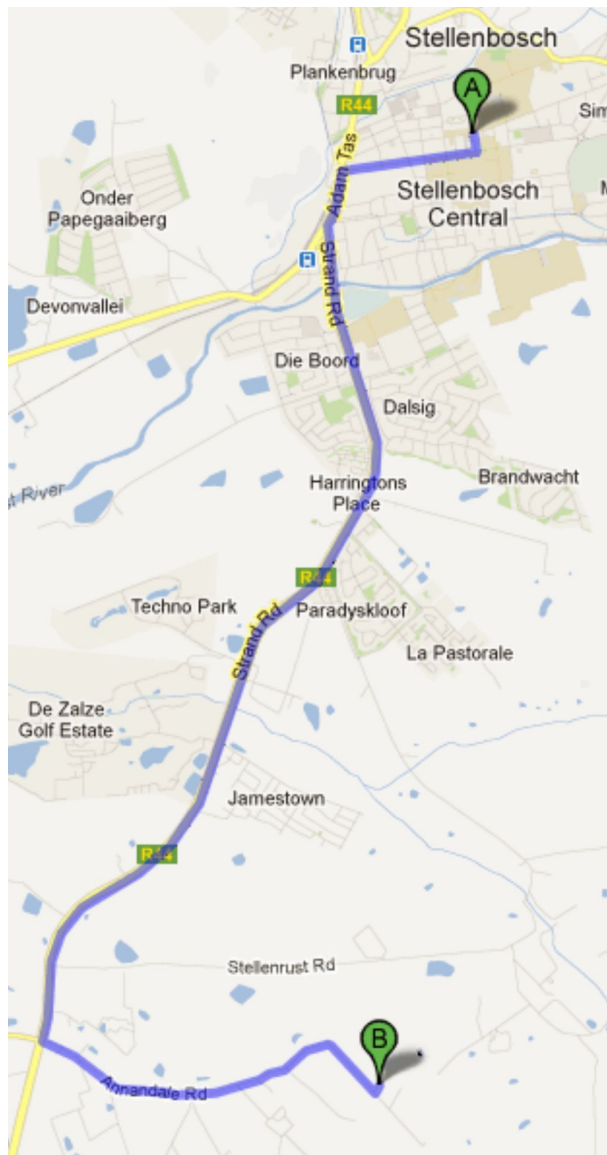 Stellenbosch
Plankenbrug
R44
A
Sim
Adam Tas
Onder
Papegaaiberg
Stellenbosch
Central
M
Strand Rd
Devonvallei
Die Boord
Dalsig
Harringtons
Place
Brandwacht
st River
R44
Techno Park
Paradyskloof
Strand Rd
La Pastorale
De Zalze
Golf Estate
Jamestown
R44
Stellenrust Rd
B
Annandale Rd